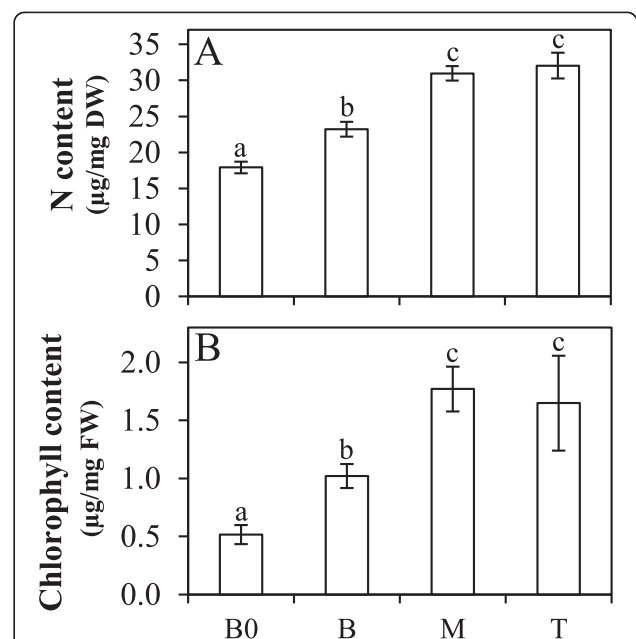 A
N content
(µg/mg DW)
35
30
25
20
15
10
5
0
a
b
c
c
B
Chlorophyll content
(µg/mg FW)
2.0
1.5
1.0
0.5
0.0
a
b
c
c
B0 B M T